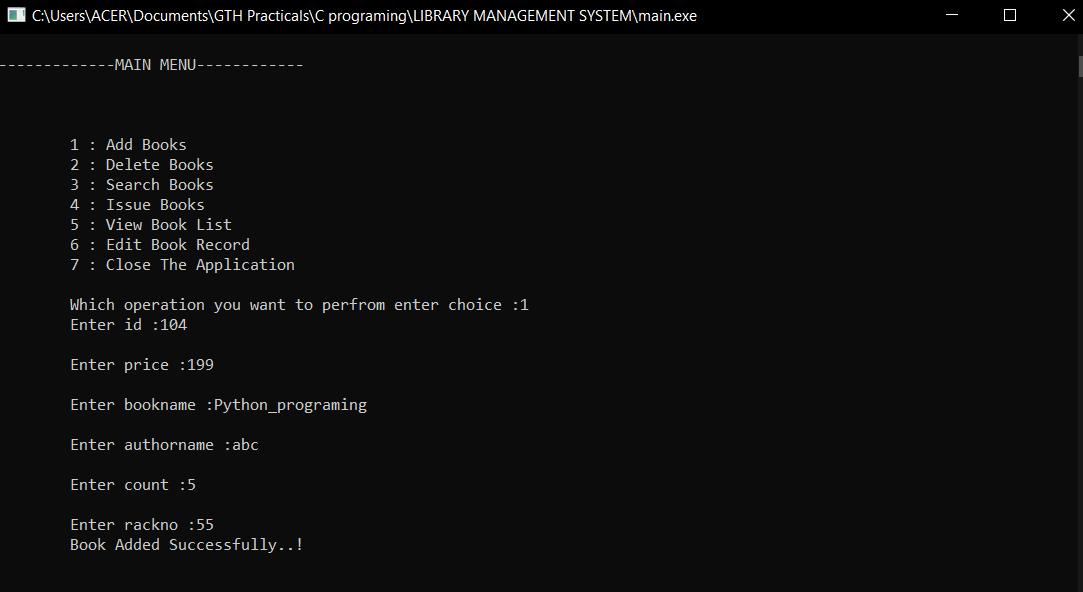 C:\Users\ACER\Documents\GTH Practicals\C programing\LIBRARY MANAGEMENT SYSTEM\main.exe
-------------MAIN MENU------------
1 : Add Books
2 : Delete Books
3 : Search Books
4 : Issue Books
5 : View Book List
6 : Edit Book Record
7 : Close The Application
Which operation you want to perfrom enter choice :1
Enter id :104
Enter price :199
Enter bookname :Python_programing
Enter authorname :abc
Enter count :5
Enter rackno :55
Book Added Successfully..!